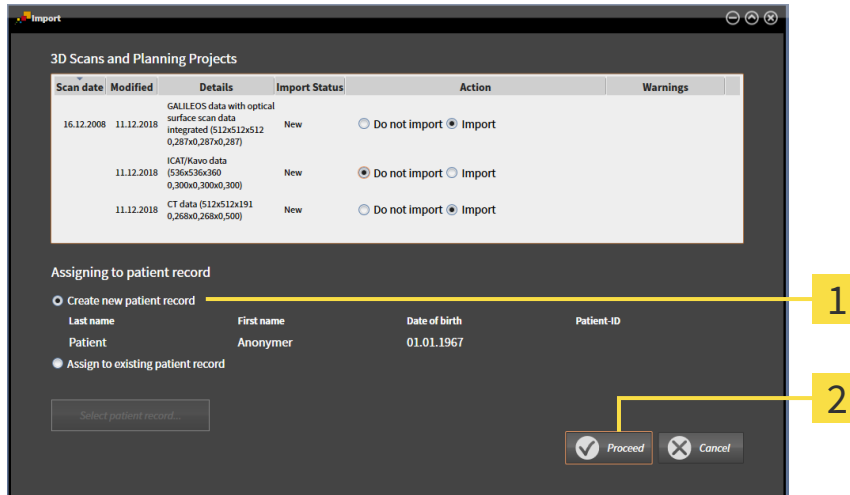 Import
3D Scans and Planning Projects
Scan date Modified Details Import Status Action Warnings
16.12.2008 11.12.2018 GALILEOS data with optical
surface scan data
integrated (512x512x512
0,287x0,287x0,287)
New Do not import Import
11.12.2018 ICAT/Kavo data
(536x536x360
0,300x0,300x0,300)
New Do not import Import
11.12.2018 CT data (512x512x191
0,268x0,268x0,500)
New Do not import Import
Assigning to patient record
Create new patient record
1
Last name First name Date of birth Patient-ID
Patient Anonymer 01.01.1967
Assign to existing patient record
2
Select patient record...
Proceed Cancel